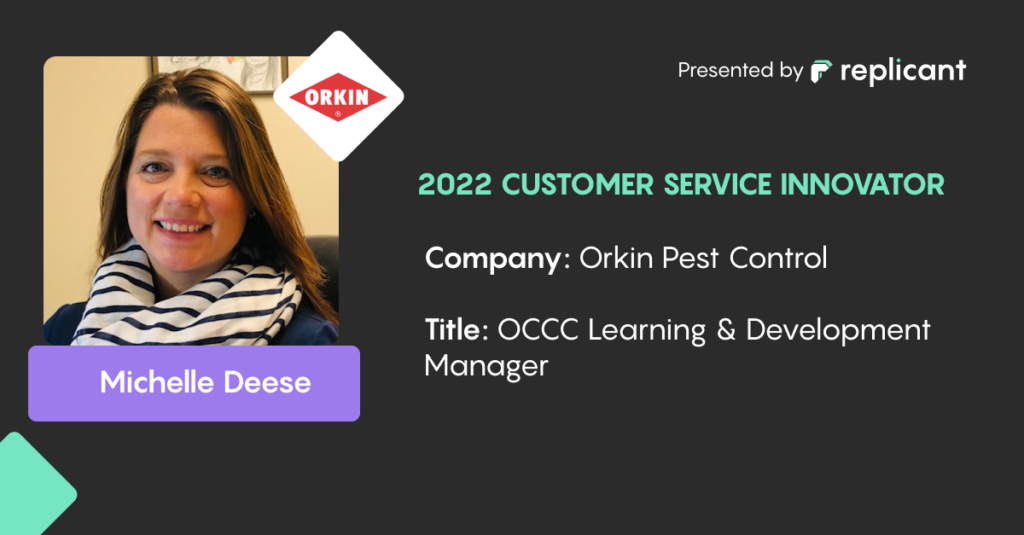 Presented by replicant
ORKIN
®
2022 CUSTOMER SERVICE INNOVATOR
Company: Orkin Pest Control
Title: OCCC Learning & Development
Manager
Michelle Deese